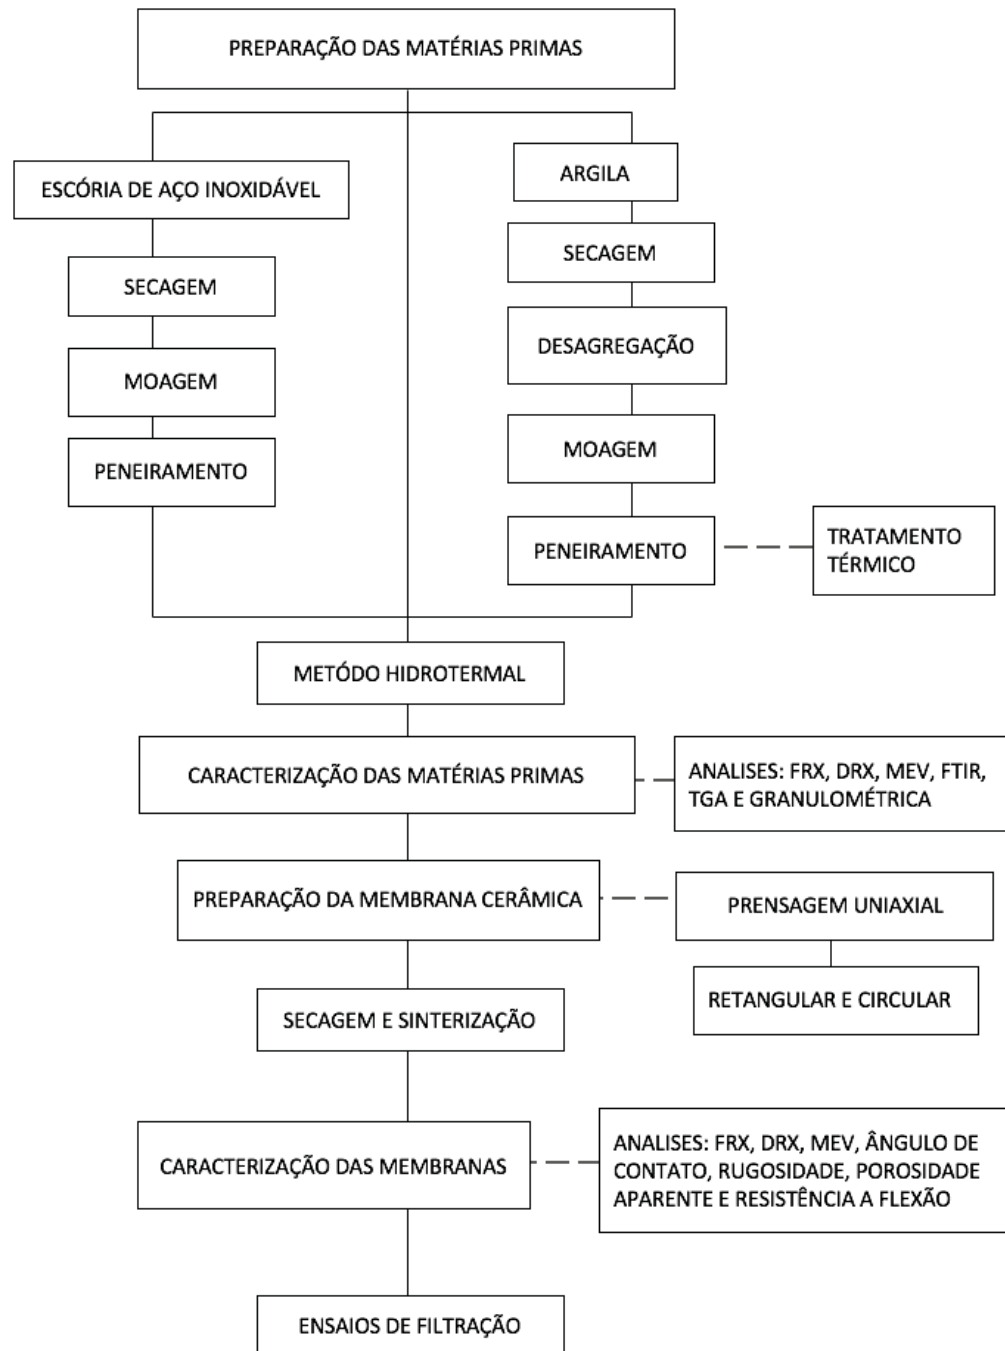 PREPARAÇÃO DAS MATÉRIAS PRIMAS
ESCÓRIA DE AÇO INOXIDÁVEL
SECAGEM
MOAGEM
PENEIRAMENTO
ARGILA
SECAGEM
DESAGREGAÇÃO
MOAGEM
PENEIRAMENTO
TRATAMENTO
TÉRMICO
METÓDO HIDROTERMAL
CARACTERIZAÇÃO DAS MATÉRIAS PRIMAS
ANALISES: FRX, DRX, MEV, FTIR,
TGA E GRANULOMÉTRICA
PREPARAÇÃO DA MEMBRANA CERÂMICA
PRENSAGEM UNIAXIAL
RETANGULAR E CIRCULAR
SECAGEM E SINTERIZAÇÃO
CARACTERIZAÇÃO DAS MEMBRANAS
ANALISES: FRX, DRX, MEV, ÂNGULO DE
CONTATO, RUGOSIDADE, POROSIDADE
APARENTE E RESISTÊNCIA A FLEXÃO
ENSAIOS DE FILTRAÇÃO